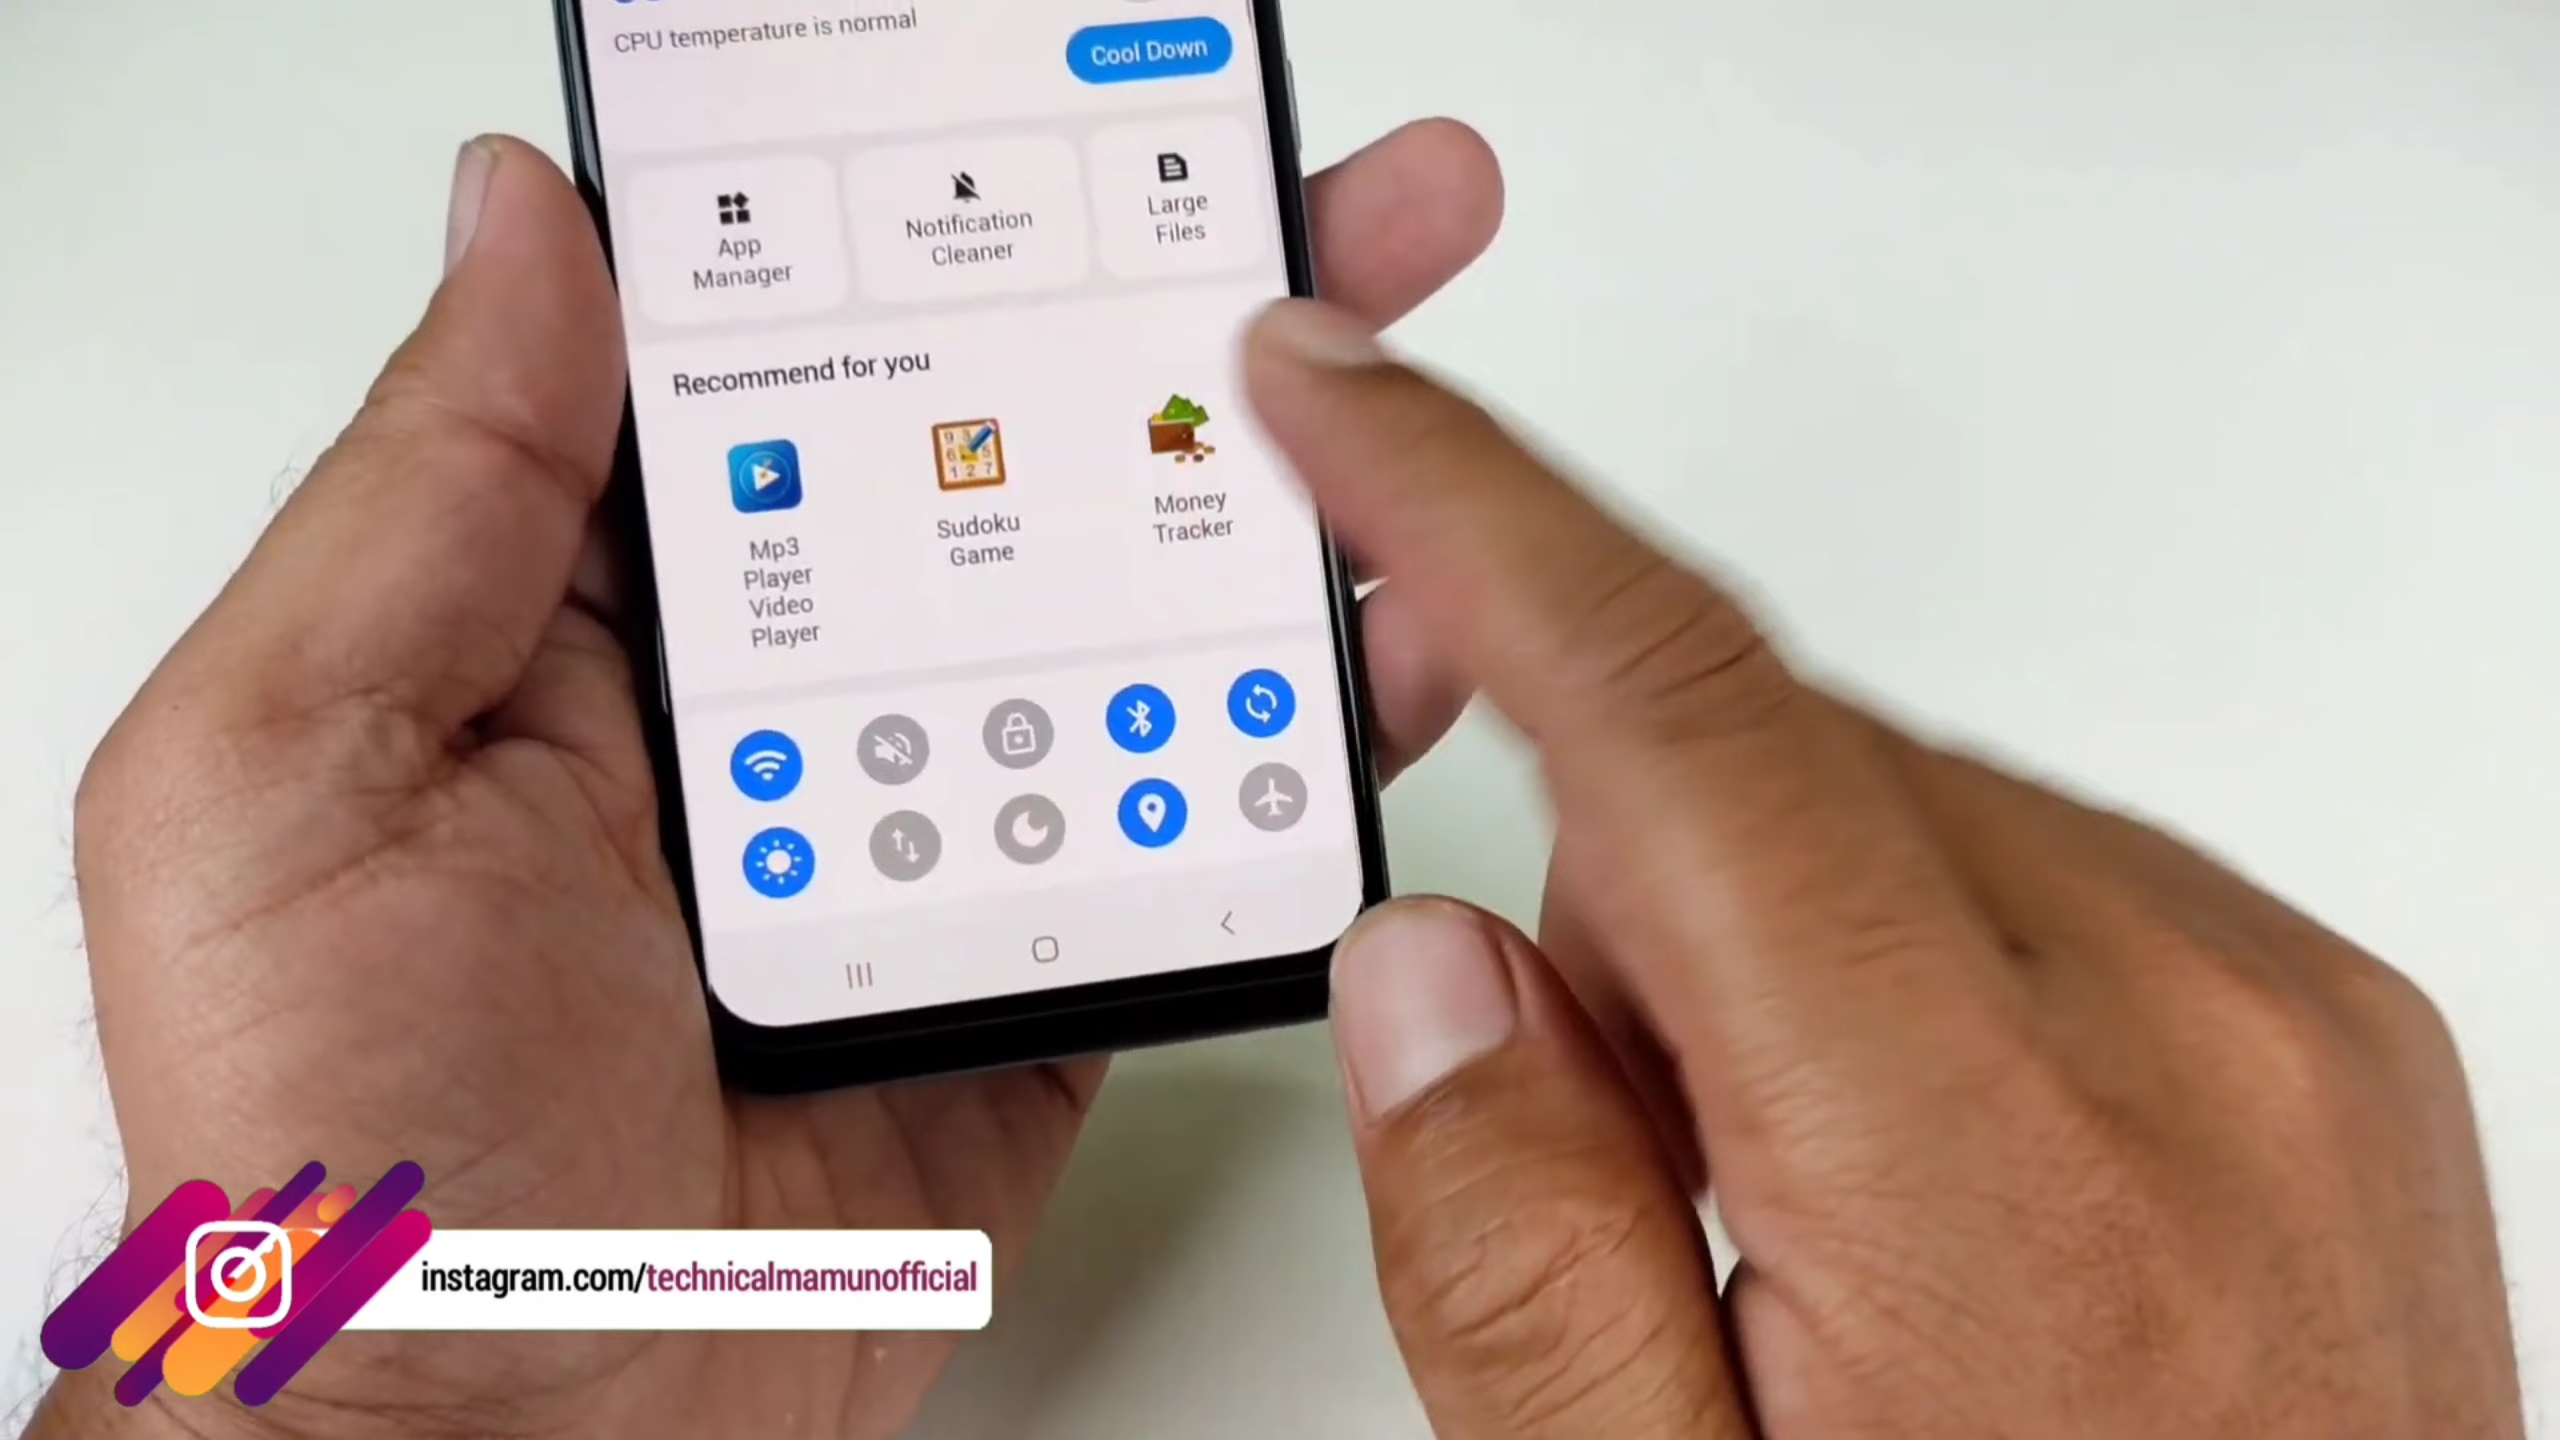 CPU temperature is normal
Cool Down
App
Manager
Notification
Cleaner
Large
Files
Recommend for you
Mp3
Player
Video
Player
Sudoku
Game
Money
Tracker
instagram.com/technicalmamunofficial